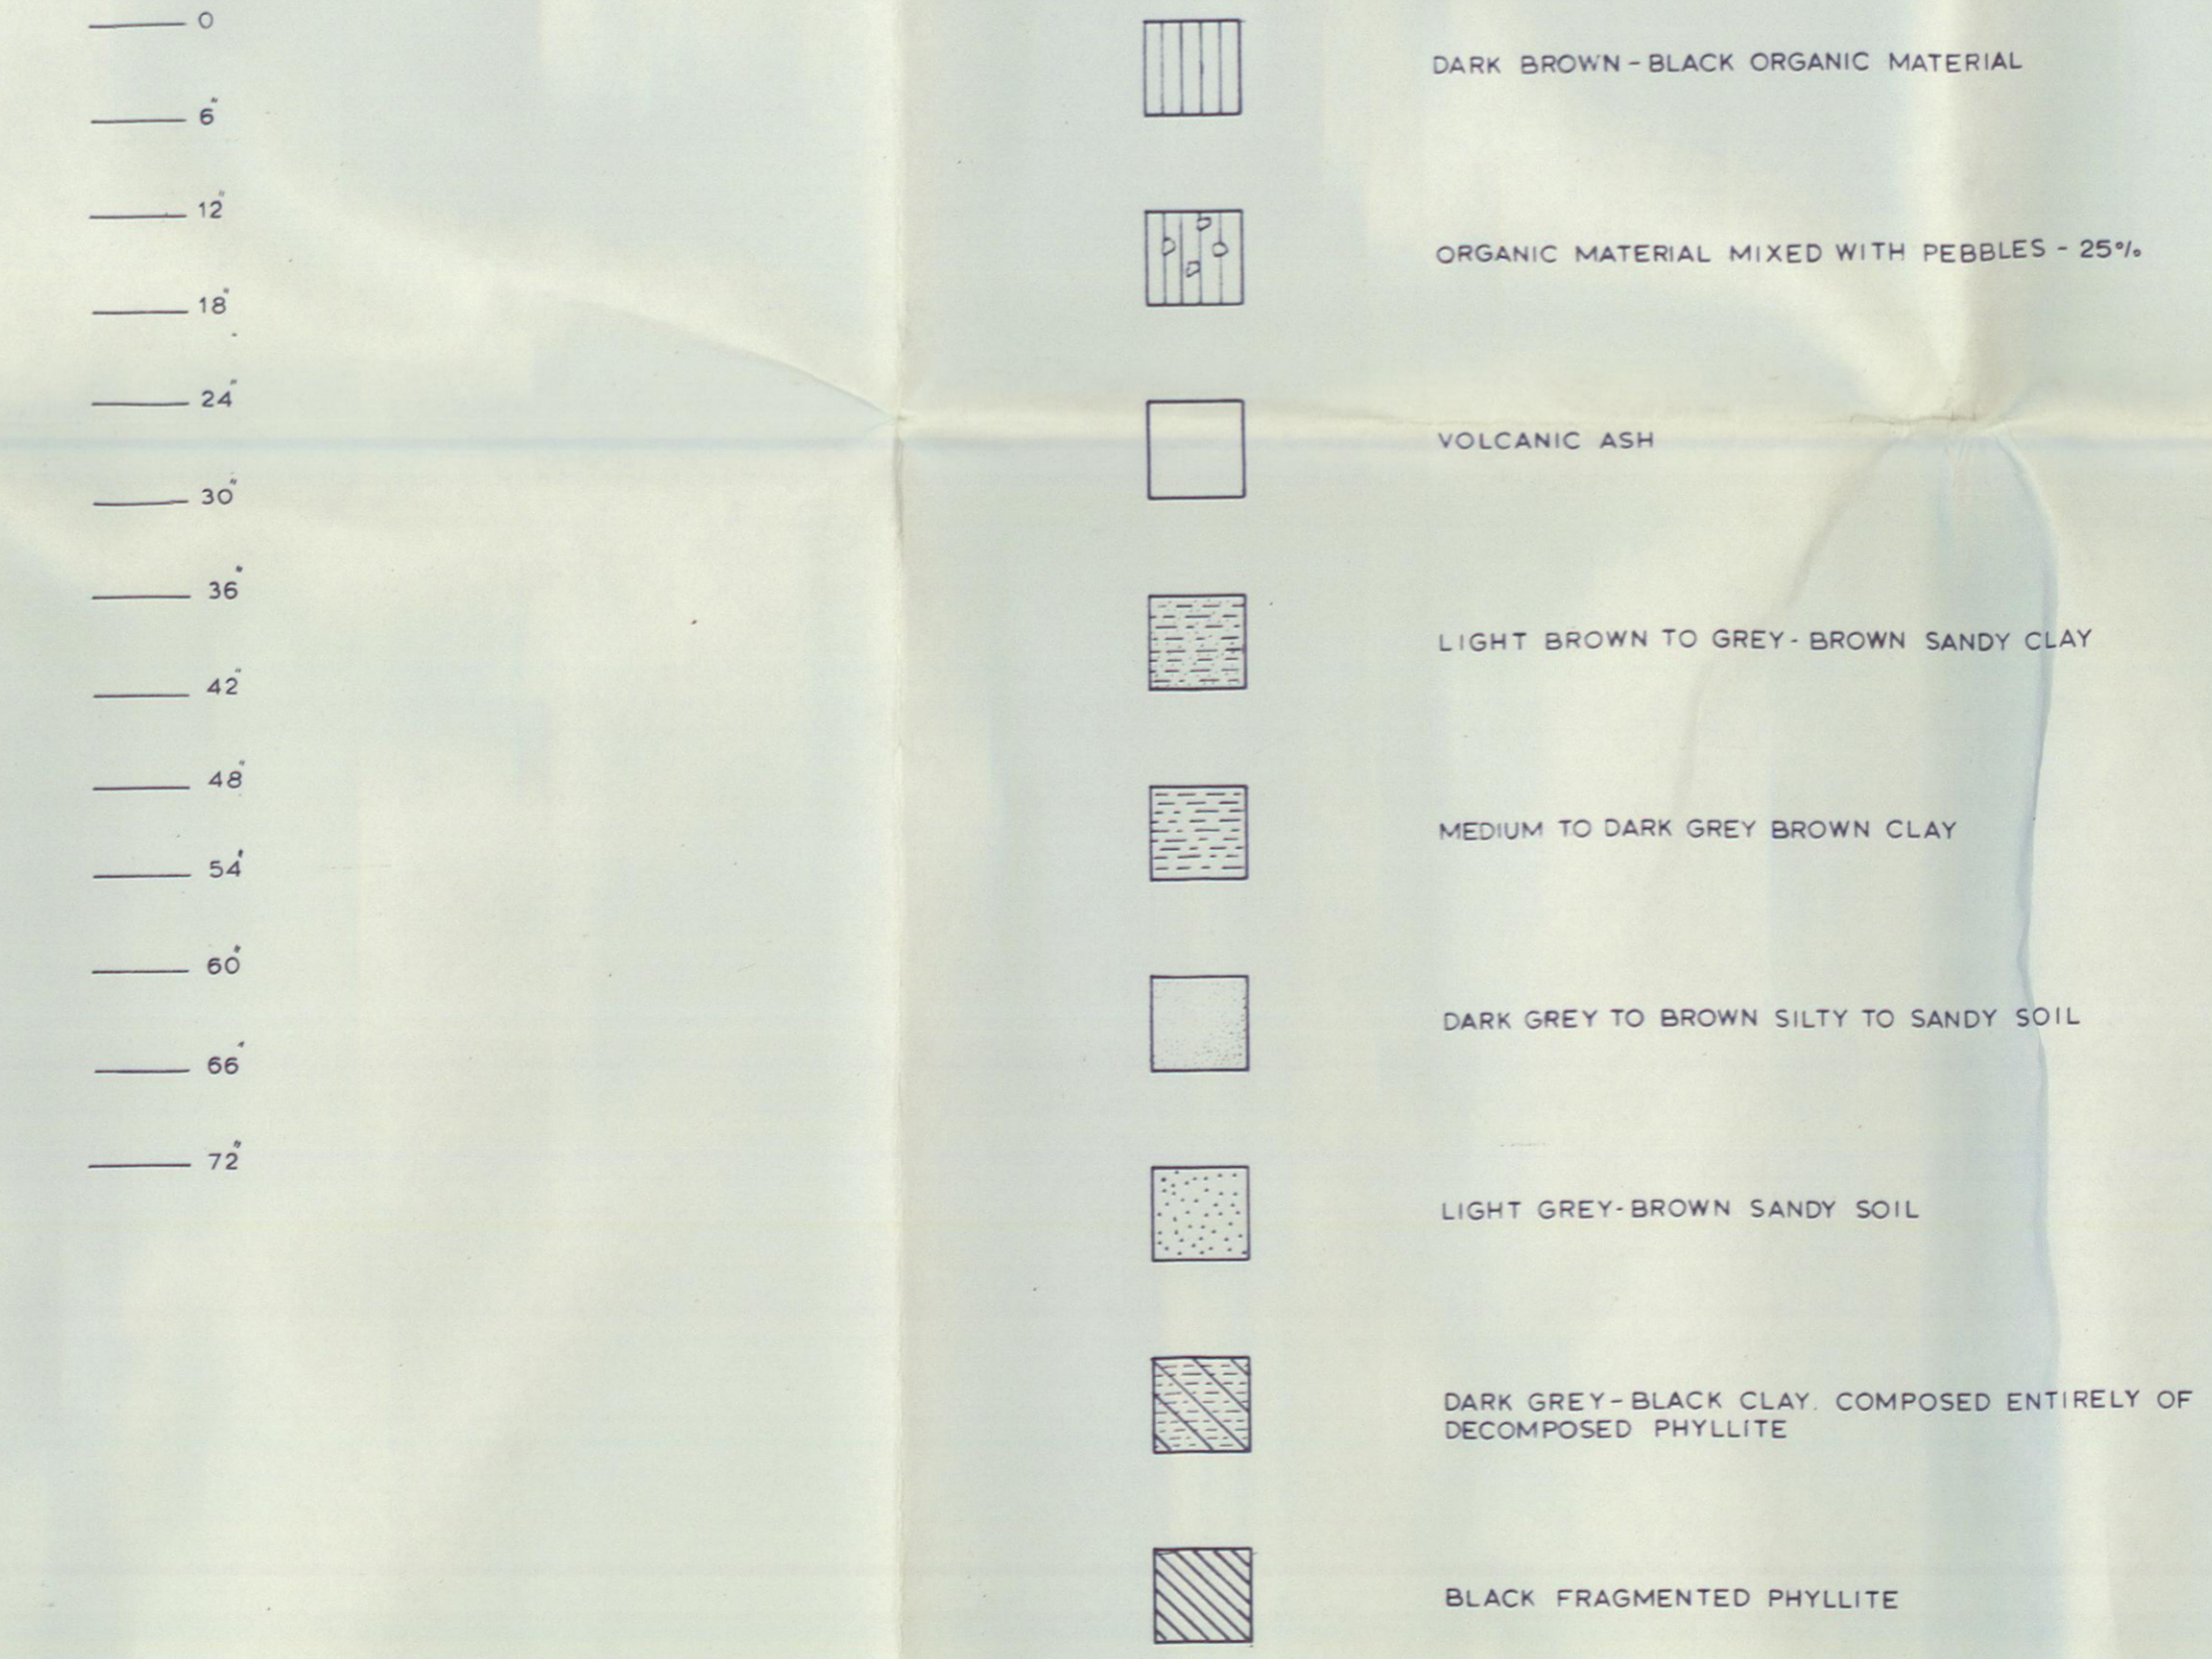 0
6"
12"
18"
24"
30"
36"
42"
48"
54"
60"
66"
72"
DARK BROWN - BLACK ORGANIC MATERIAL
ORGANIC MATERIAL MIXED WITH PEBBLES - 25%
VOLCANIC ASH
LIGHT BROWN TO GREY - BROWN SANDY CLAY
MEDIUM TO DARK GREY BROWN CLAY
DARK GREY TO BROWN SILTY TO SANDY SOIL
LIGHT GREY - BROWN SANDY SOIL
DARK GREY - BLACK CLAY. COMPOSED ENTIRELY OF
DECOMPOSED PHYLLITE
BLACK FRAGMENTED PHYLLITE